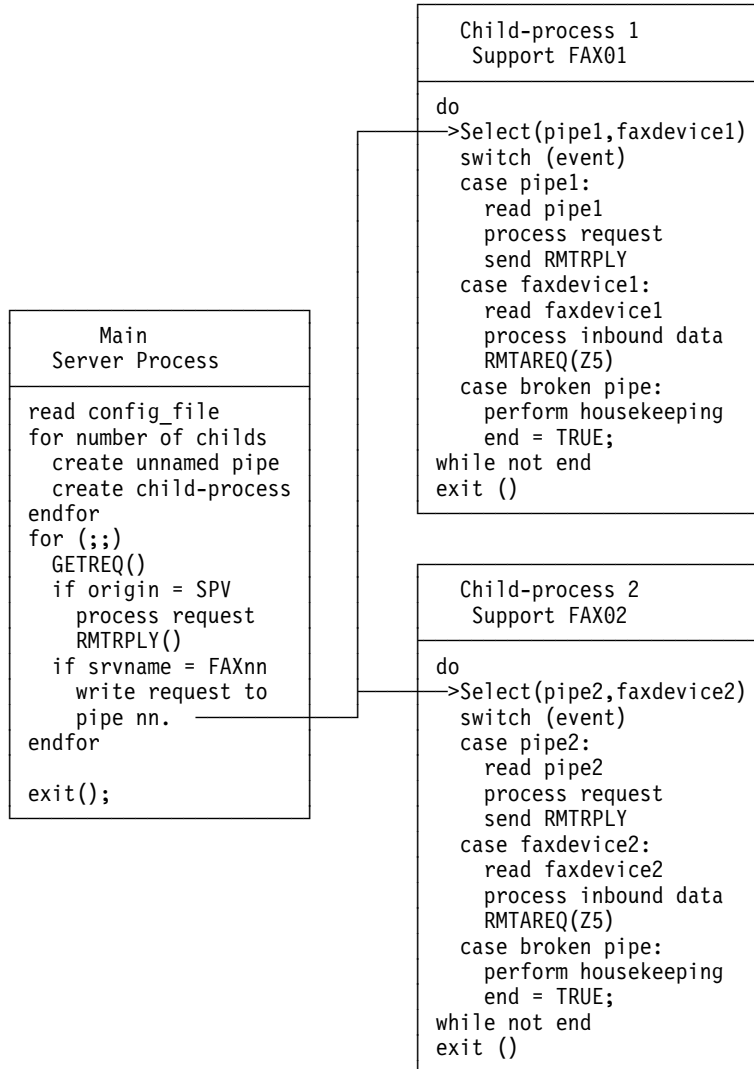 Child-process 1
Support FAX01
do
>Select(pipe1,faxdevice1)
switch (event)
case pipe1:
read pipe1
process request
send RMTRPLY
case faxdevice1:
read faxdevice1
process inbound data
RMTAREQ(Z5)
case broken pipe:
perform housekeeping
end = TRUE;
while not end
exit ()
Main
Server Process
read config_file
for number of childs
create unnamed pipe
create child-process
endfor
for (;;)
GETREQ()
if origin = SPV
process request
RMTRPLY()
if srvname = FAXnn
write request to
pipe nn.
endfor
exit();
Child-process 2
Support FAX02
do
>Select(pipe2,faxdevice2)
switch (event)
case pipe2:
read pipe2
process request
send RMTRPLY
case faxdevice2:
read faxdevice2
process inbound data
RMTAREQ(Z5)
case broken pipe:
perform housekeeping
end = TRUE;
while not end
exit ()